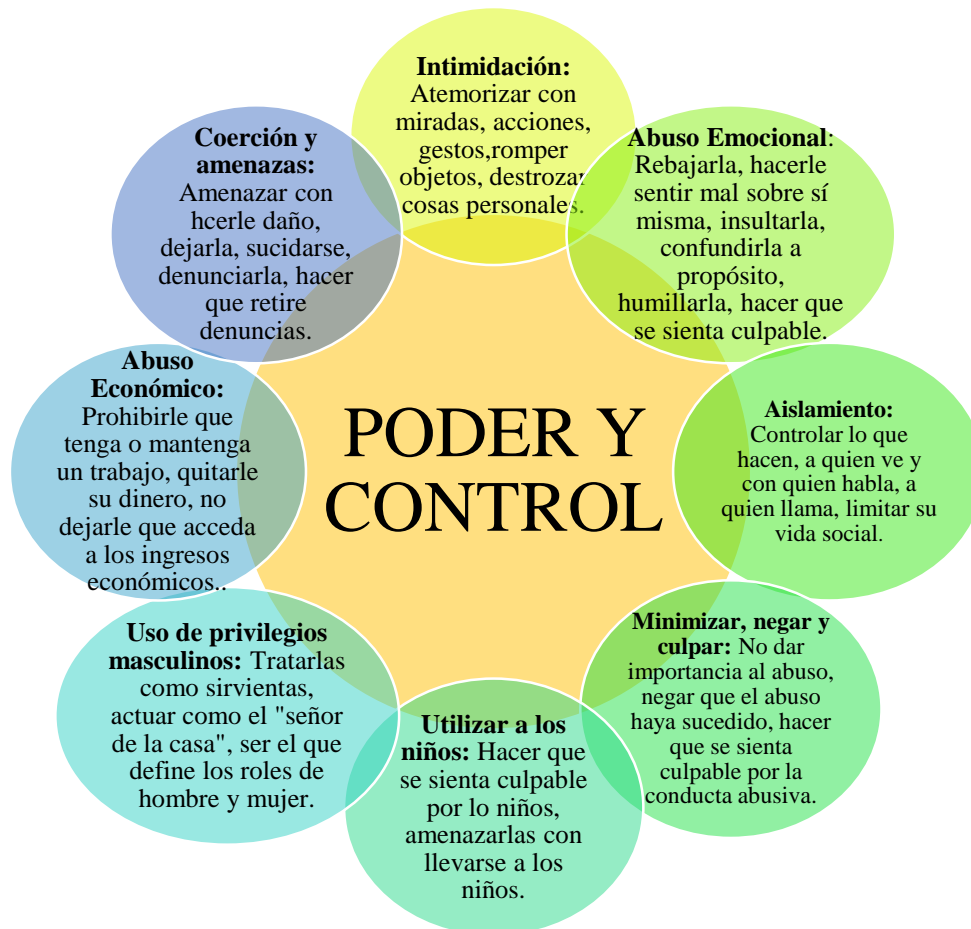 Intimidación:
Atemorizar con
miradas, acciones,
gestos,romper
objetos, destrozar
cosas personales.
Abuso Emocional:
Rebajarla, hacerle
sentir mal sobre sí
misma, insultarla,
confundirla a
propósito,
humillarla, hacer que
se sienta culpable.
Aislamiento:
Controlar lo que
hacen, a quien ve y
con quien habla, a
quien llama, limitar su
vida social.
Minimizar, negar y
culpar: No dar
importancia al abuso,
negar que el abuso
haya sucedido, hacer
que se sienta
culpable por la
conducta abusiva.
Utilizar a los
niños: Hacer que
se sienta culpable
por lo niños,
amenazarlas con
llevarse a los
niños.
Uso de privilegios
masculinos: Tratarlas
como sirvientas,
actuar como el "señor
de la casa", ser el que
define los roles de
hombre y mujer.
Abuso
Económico:
Prohibirle que
tenga o mantenga
un trabajo, quitarle
su dinero, no
dejarle que acceda
a los ingresos
económicos..
Coerción y
amenazas:
Amenazar con
hcerle daño,
dejarla, sucidarse,
denunciarla, hacer
que retire
denuncias.
PODER Y
CONTROL